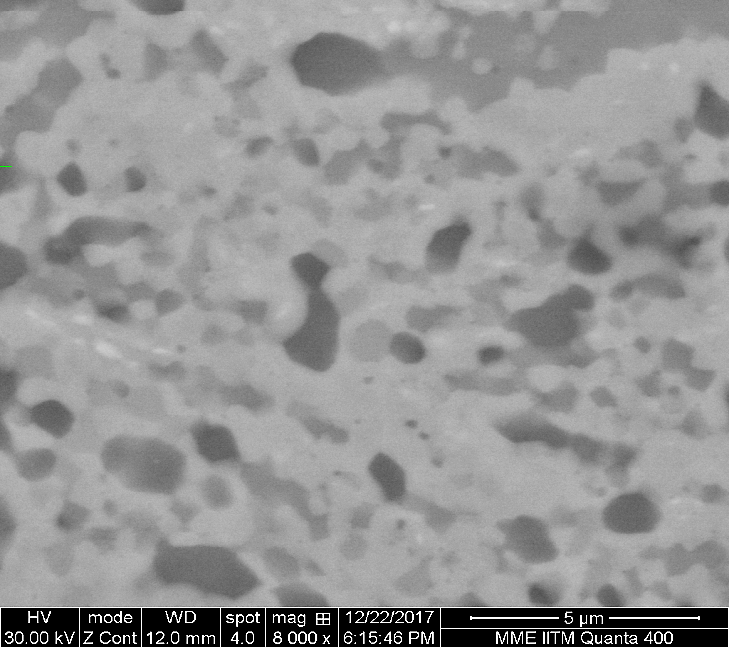 HV mode WD spot mag ⊞ 12/22/2017 5 µm
30.00 kV Z Cont 12.0 mm 4.0 8 000 x 6:15:46 PM MME IITM Quanta 400